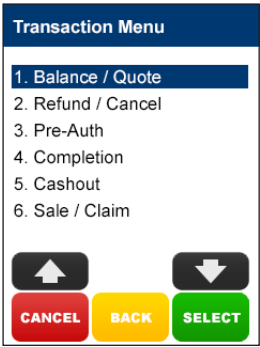 Transaction Menu
1. Balance / Quote
2. Refund / Cancel
3. Pre-Auth
4. Completion
5. Cashout
6. Sale / Claim
CANCEL BACK SELECT